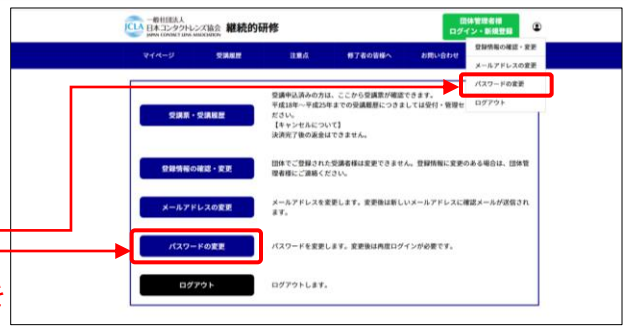 一般社団法人
CLA 日本コンタクトレンズ協会 継続的研修
JAPAN CONTACT LENS ASSOCIATION
団体管理者様
ログイン・新規登録
マイページ 受講履歴 注意点 修了者の皆様へ お問い合わせ
登録情報の確認・変更
メールアドレスの変更
パスワードの変更
ログアウト
受講票・受講履歴
受講申込済みの方は、ここから受講票が確認できます。
平成18年～平成25年までの受講履歴につきましては受付・管理セ
ださい。
【キャンセルについて】
決済完了後の返金はできません。
登録情報の確認・変更
団体でご登録された受講者様は変更できません。登録情報に変更のある場合は、団体管
理者様にご連絡ください。
メールアドレスの変更
メールアドレスを変更します。変更後は新しいメールアドレスに確認メールが送信され
ます。
パスワードの変更
パスワードを変更します。変更後は再度ログインが必要です。
ログアウト
ログアウトします。